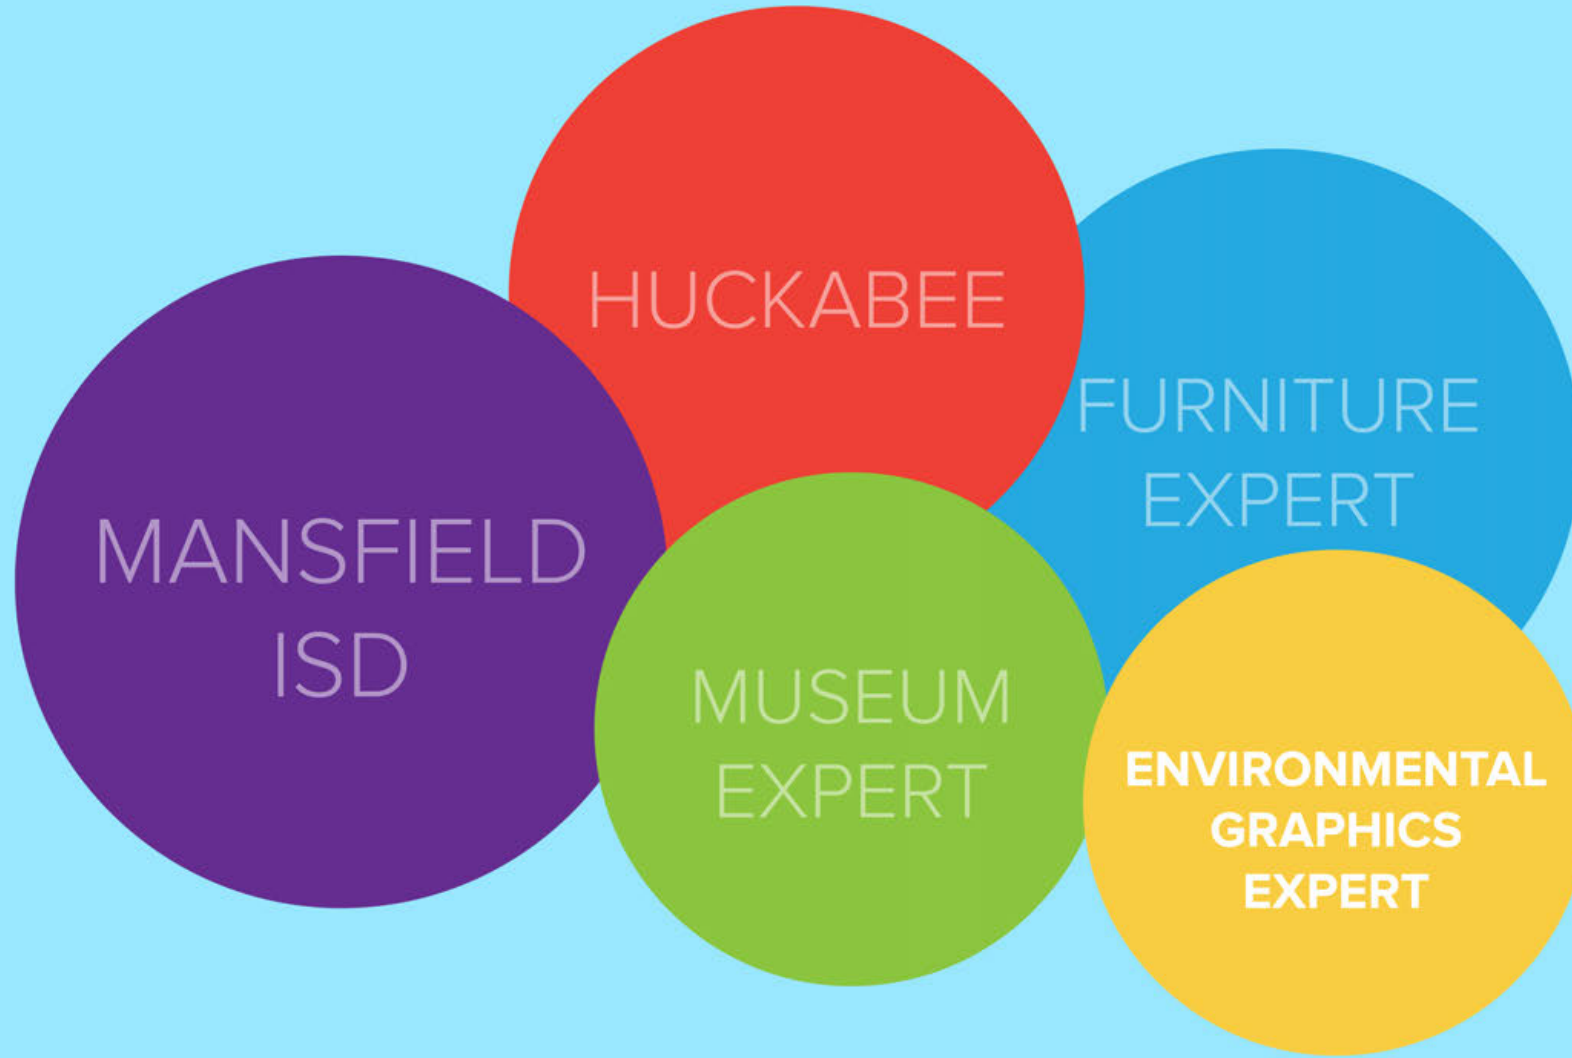 HUCKABEE
FURNITURE
EXPERT
MANSFIELD
ISD
MUSEUM
EXPERT
ENVIRONMENTAL
GRAPHICS
EXPERT